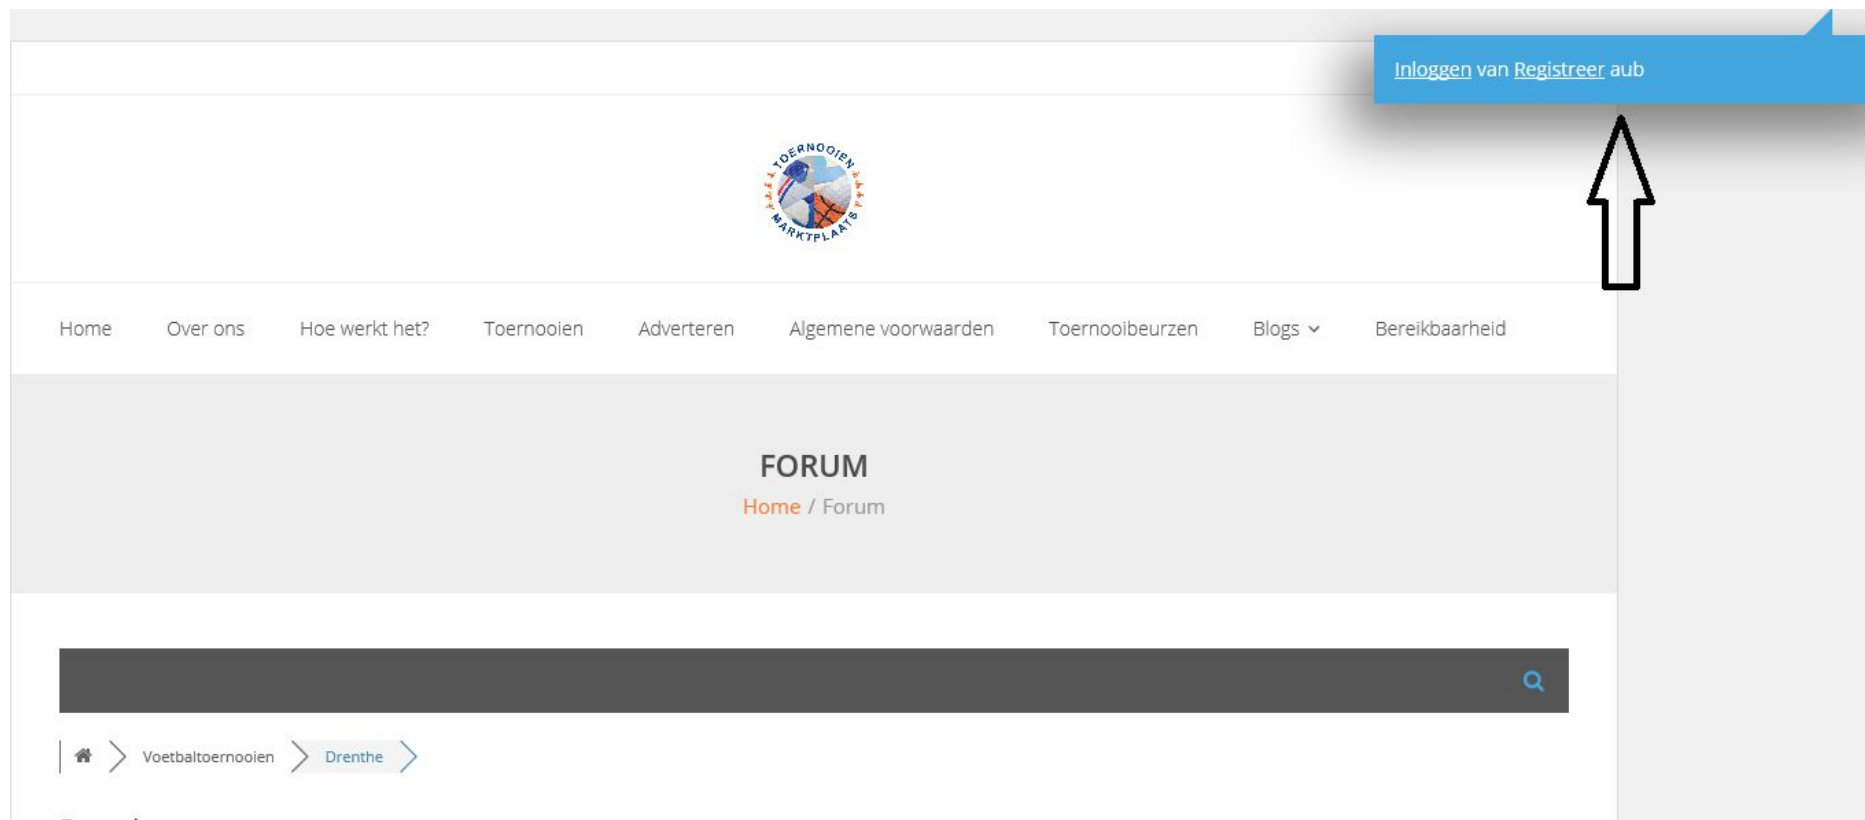 Inloggen van Registreer aub
TOERNOOIEN
MARKTPLAATS
Home Over ons Hoe werkt het? Toernooien Adverteren Algemene voorwaarden Toernooibeurzen Blogs Bereikbaarheid
FORUM
Home / Forum
Voetbaltoernooien Drenthe